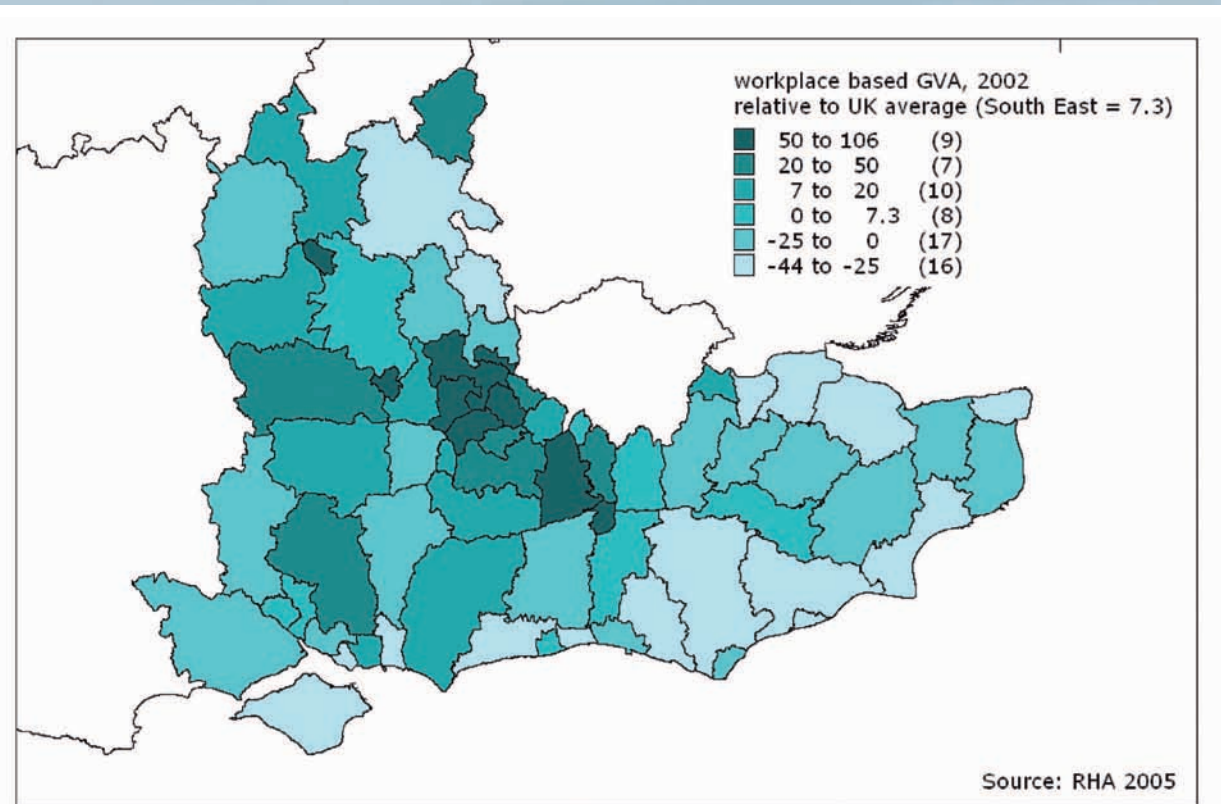 workplace based GVA, 2002
relative to UK average (South East = 7.3)
50 to 106 (9)
20 to 50 (7)
7 to 20 (10)
0 to 7.3 (8)
-25 to 0 (17)
-44 to -25 (16)
Source: RHA 2005